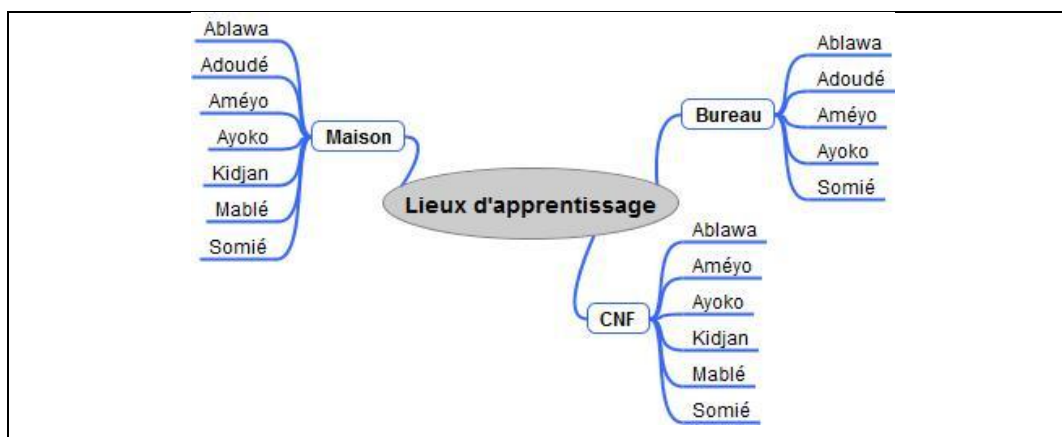 Ablawa
Adoudé
Améyo
Ayoko
Kidjan
Mablé
Somié
Maison
Lieux d'apprentissage
Bureau
Ablawa
Adoudé
Améyo
Ayoko
Somié
CNF
Ablawa
Améyo
Ayoko
Kidjan
Mablé
Somié